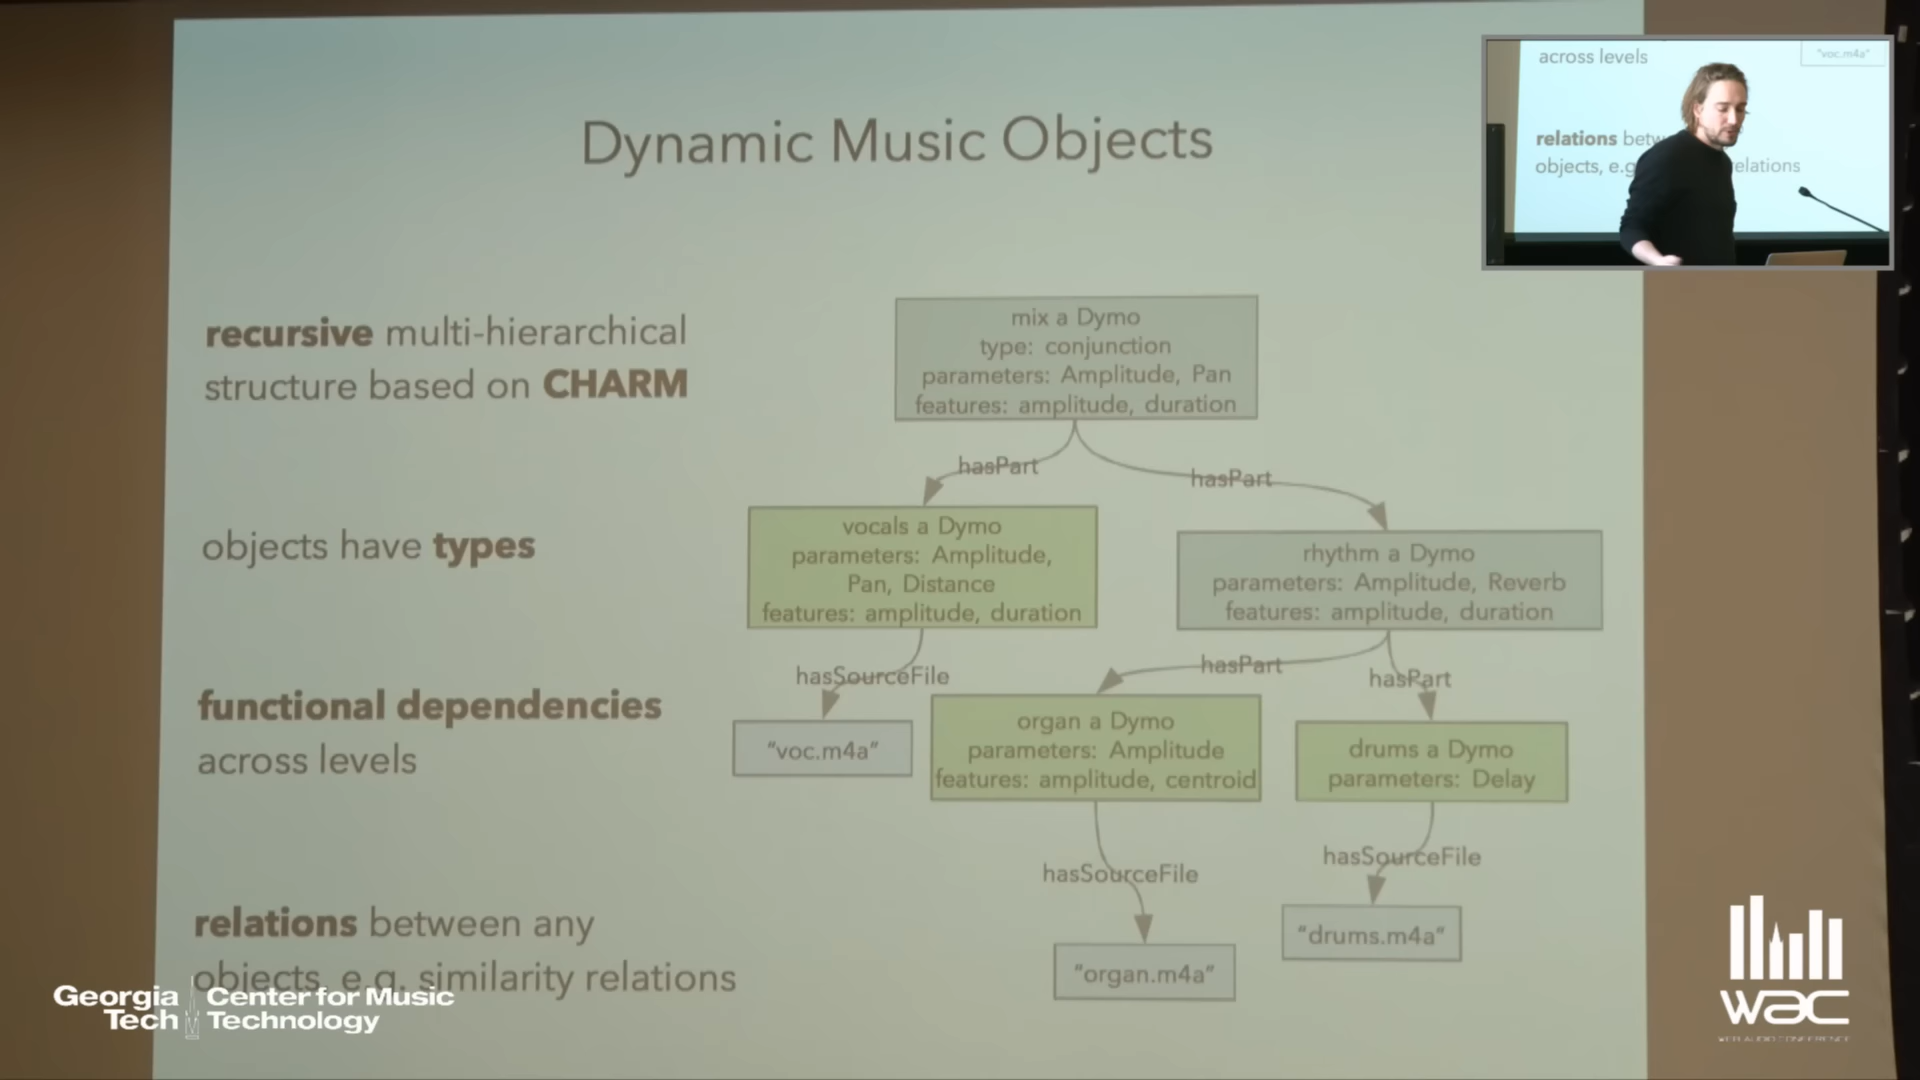 Dynamic Music Objects
recursive multi-hierarchical
structure based on CHARM
objects have types
functional dependencies
across levels
relations between any
objects, e.g. similarity relations
mix a Dymo
type: conjunction
parameters: Amplitude, Pan
features: amplitude, duration
hasPart
hasPart
vocals a Dymo
parameters: Amplitude,
Pan, Distance
features: amplitude, duration
rhythm a Dymo
parameters: Amplitude, Reverb
features: amplitude, duration
hasSourceFile
hasPart
hasPart
"voc.m4a"
organ a Dymo
parameters: Amplitude
features: amplitude, centroid
drums a Dymo
parameters: Delay
hasSourceFile
hasSourceFile
"organ.m4a"
"drums.m4a"
across levels
"voc.m4a"
relations betw
objects, e.g elations
Georgia
Tech
Center for Music
Technology
wac
WEB AUDIO CONFERENCE